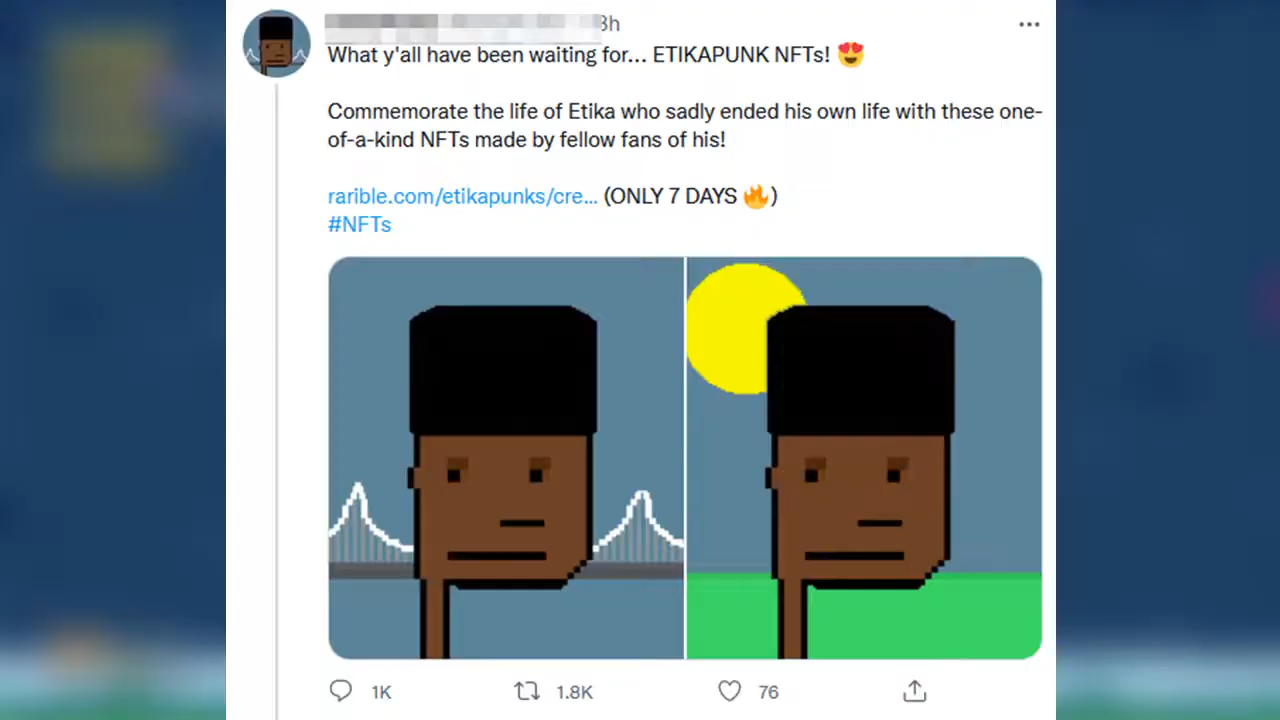 3h
What y'all have been waiting for... ETIKAPUNK NFTs! 😍
Commemorate the life of Etika who sadly ended his own life with these one-
of-a-kind NFTs made by fellow fans of his!
rarible.com/etikapunks/cre... (ONLY 7 DAYS 🔥)
#NFTs
1K
1.8K
76